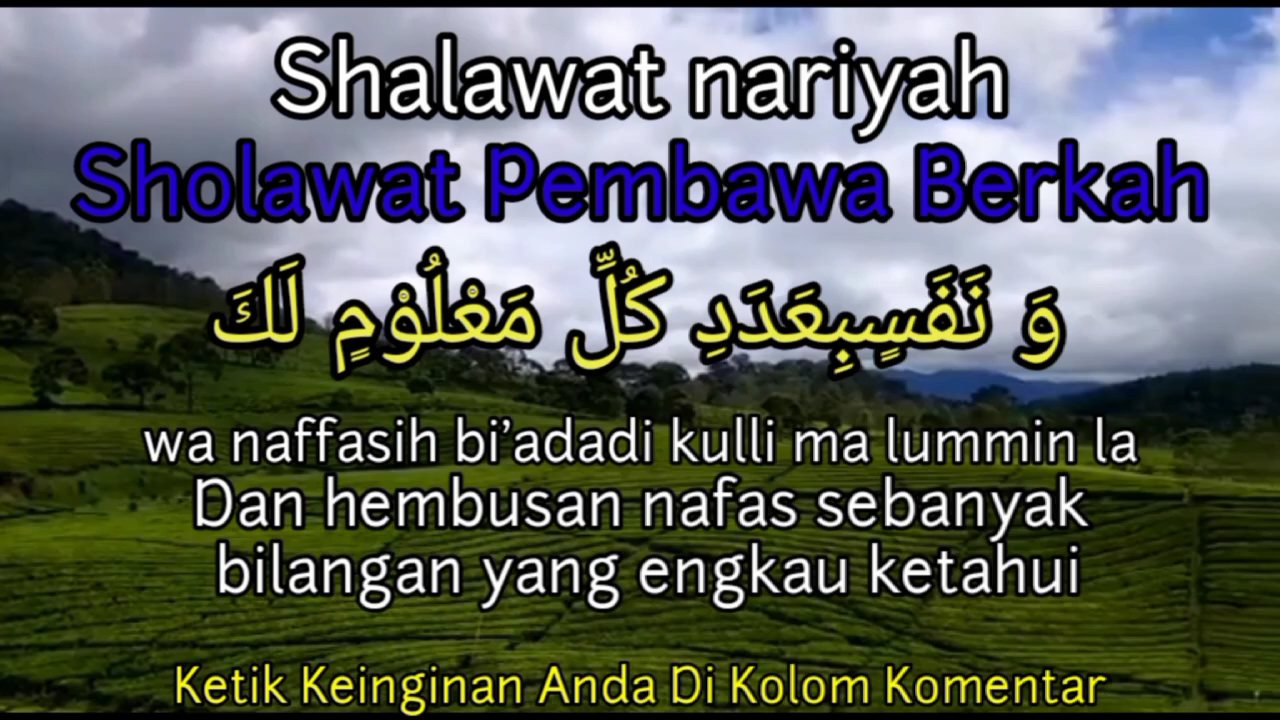 Shalawat nariyah
Sholawat Pembawa Berkah
وَ نَفَسٍبِعَدَدِ كُلِّ مَعْلُوْمٍ لَكَ
wa naffasih bi’adadi kulli ma lummin la
Dan hembusan nafas sebanyak
bilangan yang engkau ketahui
Ketik Keinginan Anda Di Kolom Komentar